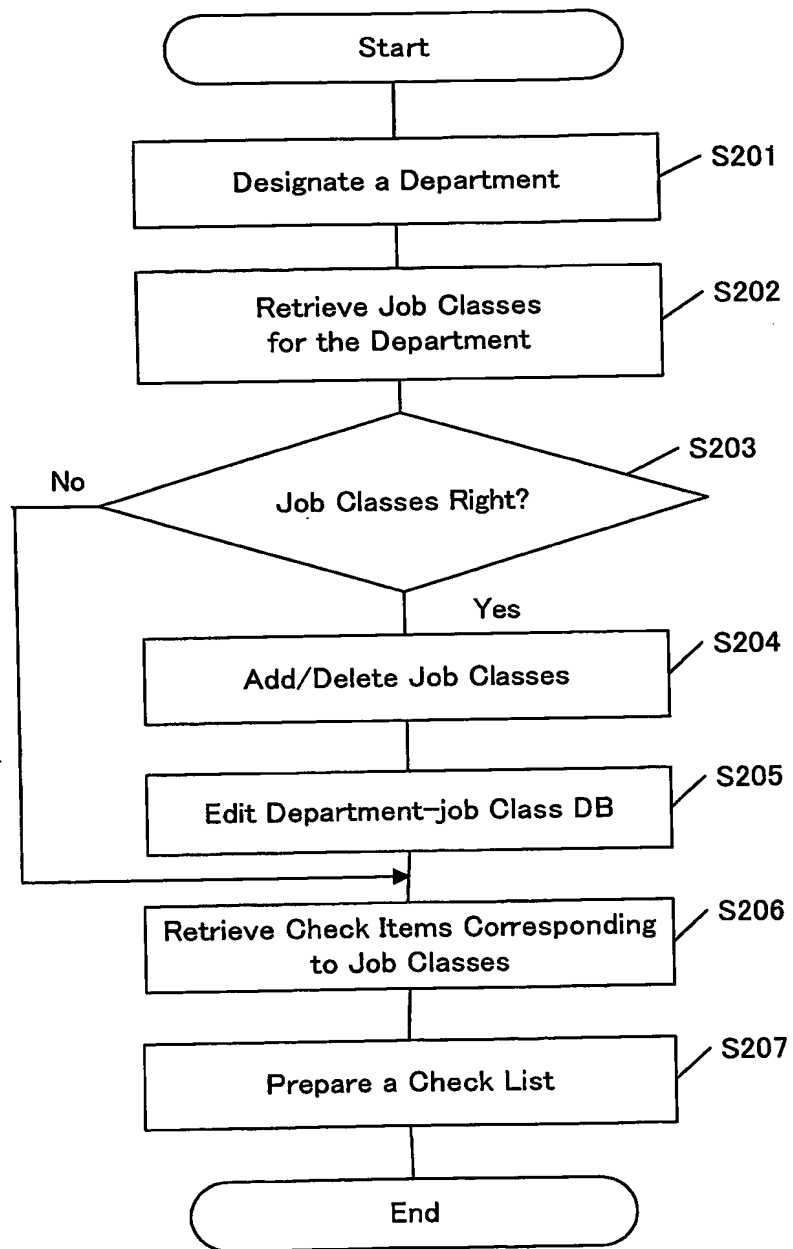 Start
S201
Designate a Department
S202
Retrieve Job Classes
for the Department
S203
No
Job Classes Right?
Yes
S204
Add/Delete Job Classes
S205
Edit Department-job Class DB
S206
Retrieve Check Items Corresponding
to Job Classes
S207
Prepare a Check List
End